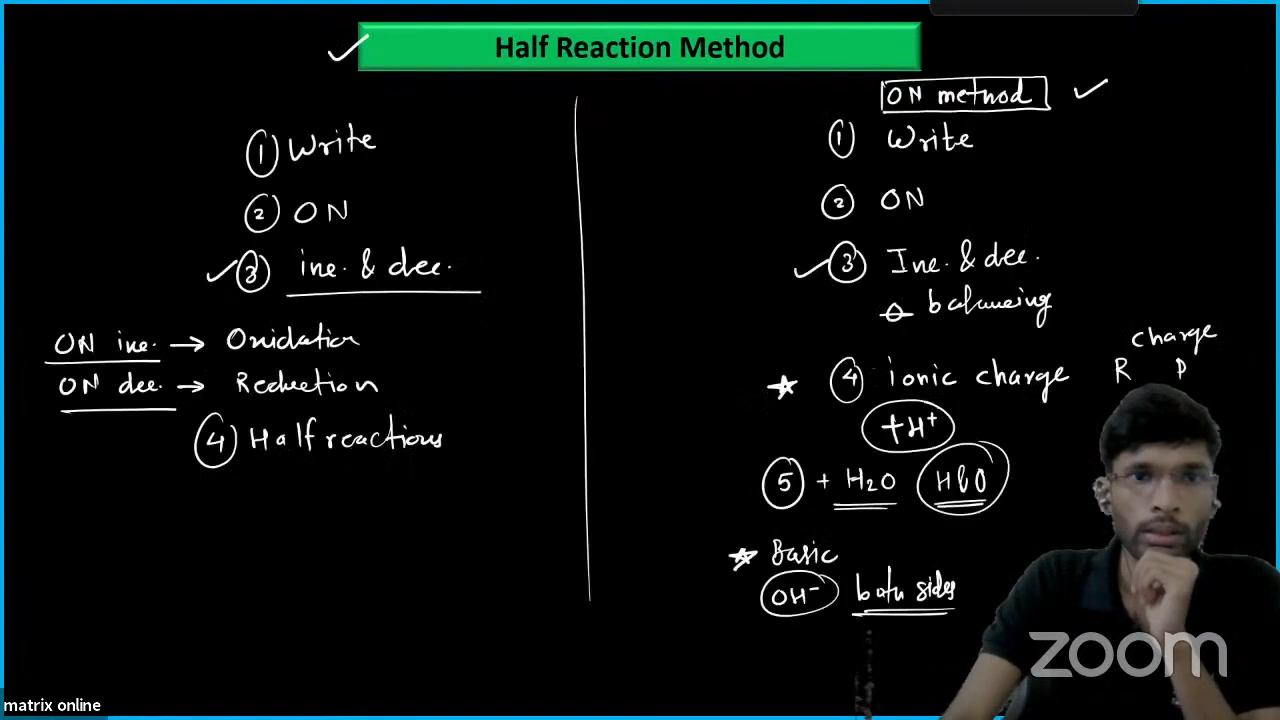 Half Reaction Method
① Write
② ON
③ inc. & dec.
ON inc. → Oxidation
ON dec. → Reduction
④ Half reactions
ON method
① Write
② ON
③ Inc. & dec.
balancing
④ ionic charge
+H⁺
charge
R P
⑤ + H₂O H&O
Basic
OH⁻ both sides
zoom
matrix online